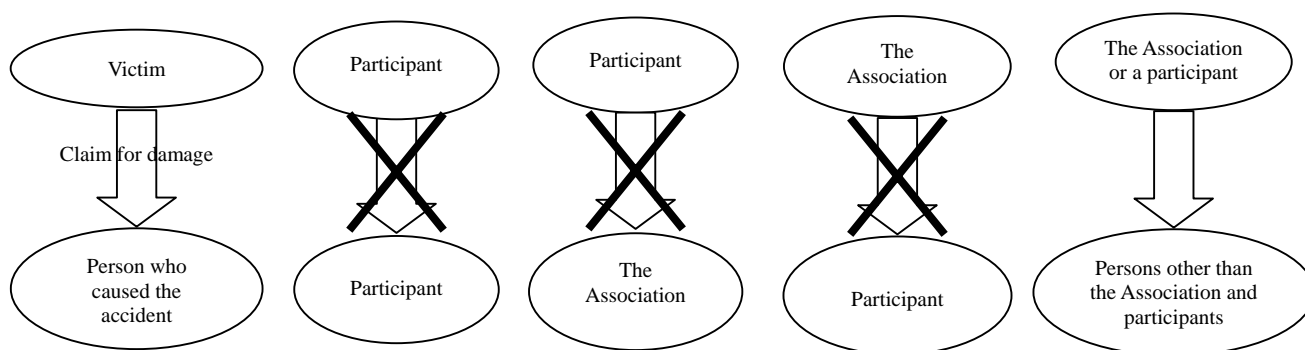 Victim
Participant
Participant
The
Association
The Association
or a participant
Claim for damage
Person who
caused the
accident
Participant
The
Association
Participant
Persons other than
the Association and
participants